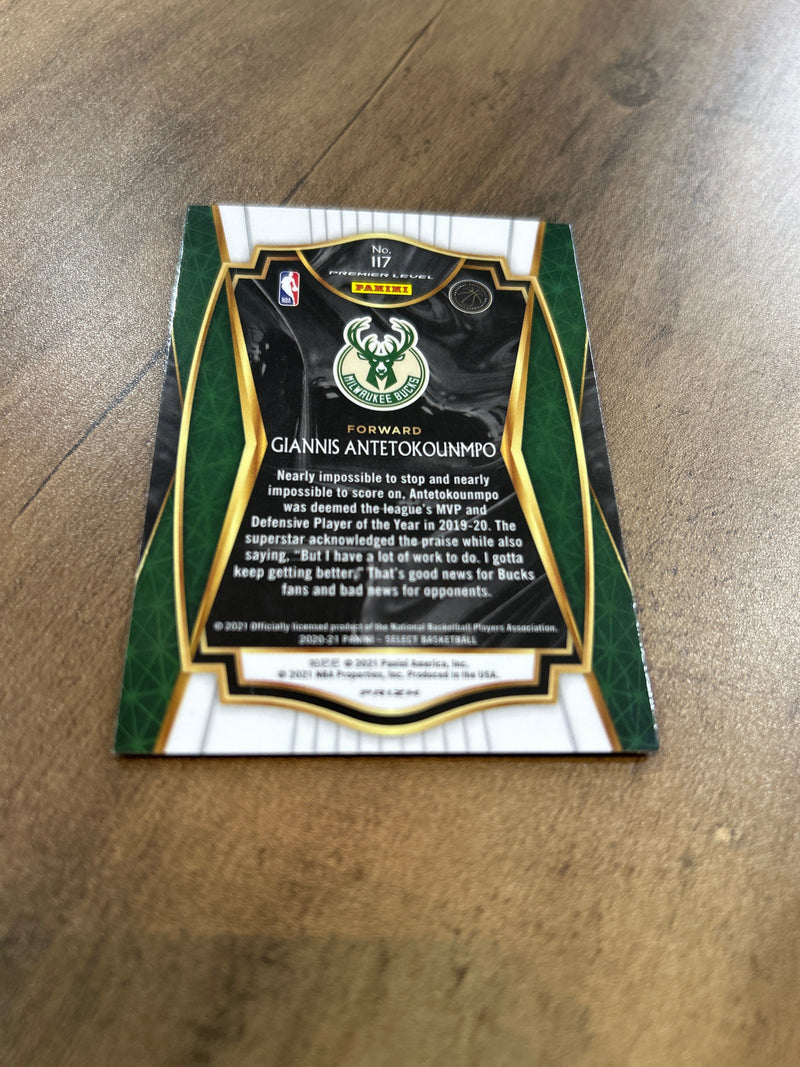 No.
117
PREMIER LEVEL
PANINI
NBA
MILWAUKEE BUCKS
FORWARD
GIANNIS ANTETOKOUNMPO
Nearly impossible to stop and nearly
impossible to score on, Antetokounmpo
was deemed the league's MVP and
Defensive Player of the Year in 2019-20. The
superstar acknowledged the praise while also
saying, "But I have a lot of work to do. I gotta
keep getting better." That's good news for Bucks
fans and bad news for opponents.
© 2021 Officially licensed product of the National Basketball Players Association.
2020-21 PANINI – SELECT BASKETBALL
© 2021 Panini America, Inc.
© 2021 NBA Properties, Inc. Produced in the USA.
PRIZM